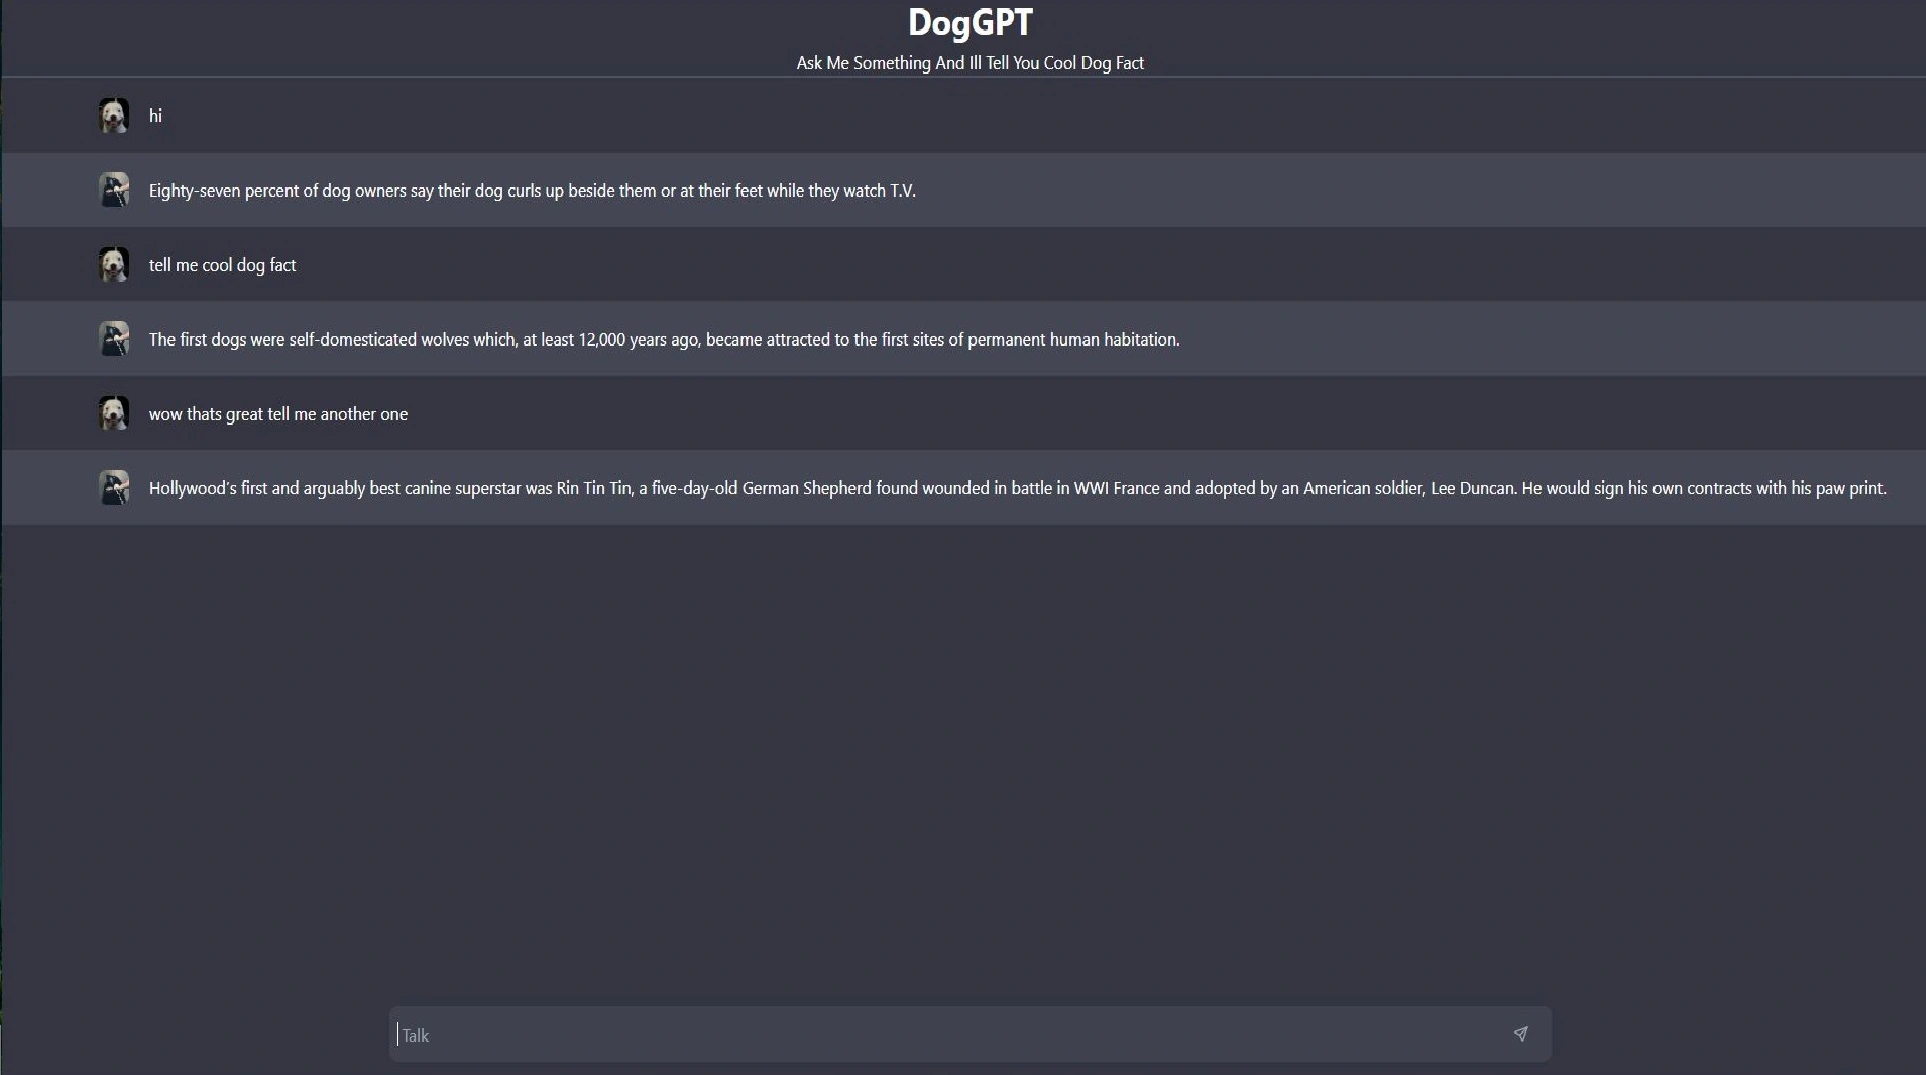 DogGPT
Ask Me Something And Ill Tell You Cool Dog Fact
hi
Eighty-seven percent of dog owners say their dog curls up beside them or at their feet while they watch T.V.
tell me cool dog fact
The first dogs were self-domesticated wolves which, at least 12,000 years ago, became attracted to the first sites of permanent human habitation.
wow thats great tell me another one
Hollywood's first and arguably best canine superstar was Rin Tin Tin, a five-day-old German Shepherd found wounded in battle in WWI France and adopted by an American soldier, Lee Duncan. He would sign his own contracts with his paw print.
Talk